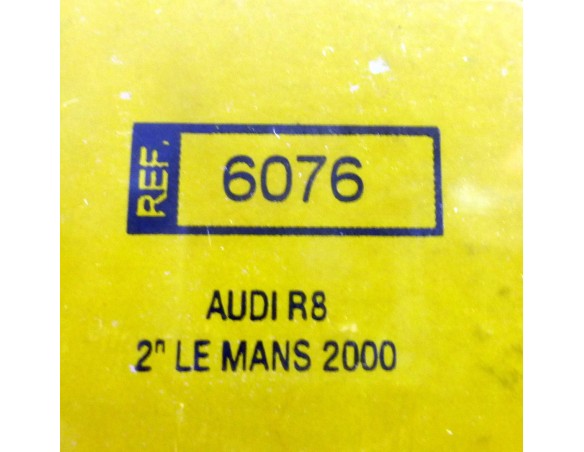 REF. 6076
AUDI R8
2ⁿ LE MANS 2000